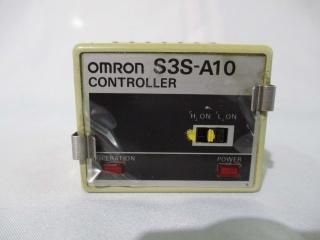 OMRON S3S-A10
CONTROLLER
H, ON L, ON
OPERATION POWER